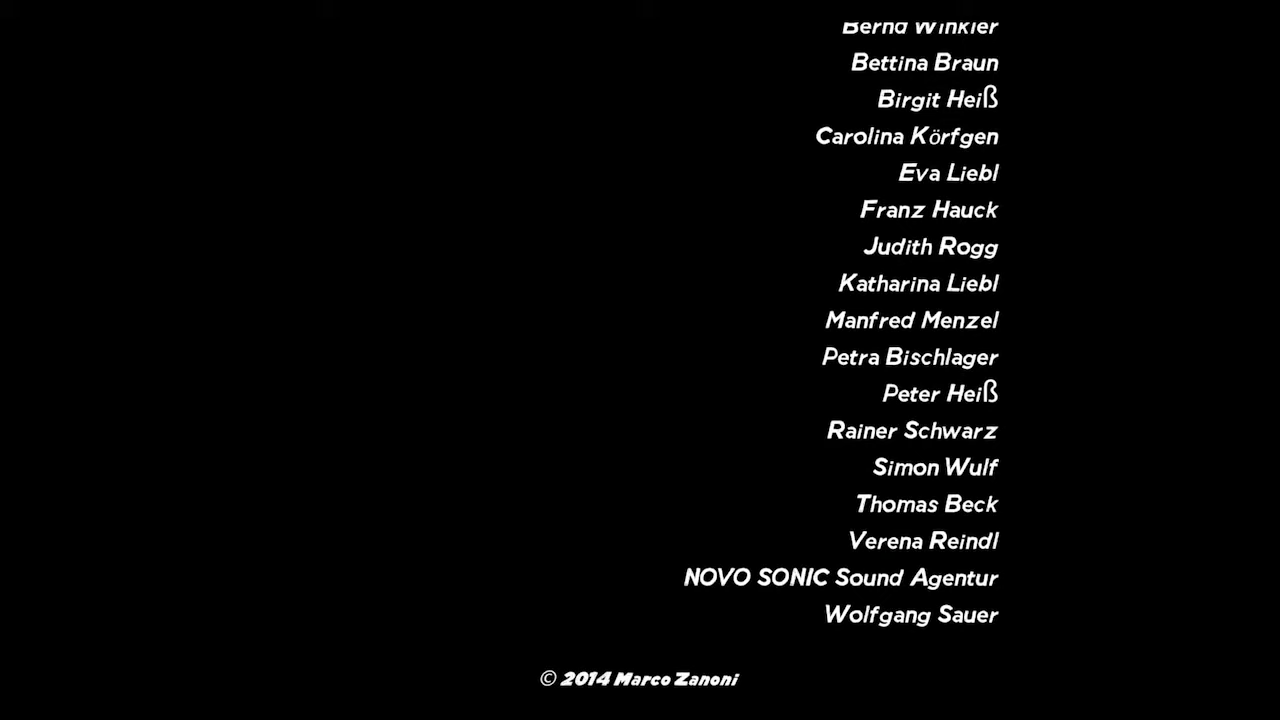 Bernd Winkler
Bettina Braun
Birgit Heiß
Carolina Körfgen
Eva Liebl
Franz Hauck
Judith Rogg
Katharina Liebl
Manfred Menzel
Petra Bischlager
Peter Heiß
Rainer Schwarz
Simon Wulf
Thomas Beck
Verena Reindl
NOVO SONIC Sound Agentur
Wolfgang Sauer
© 2014 Marco Zanoni